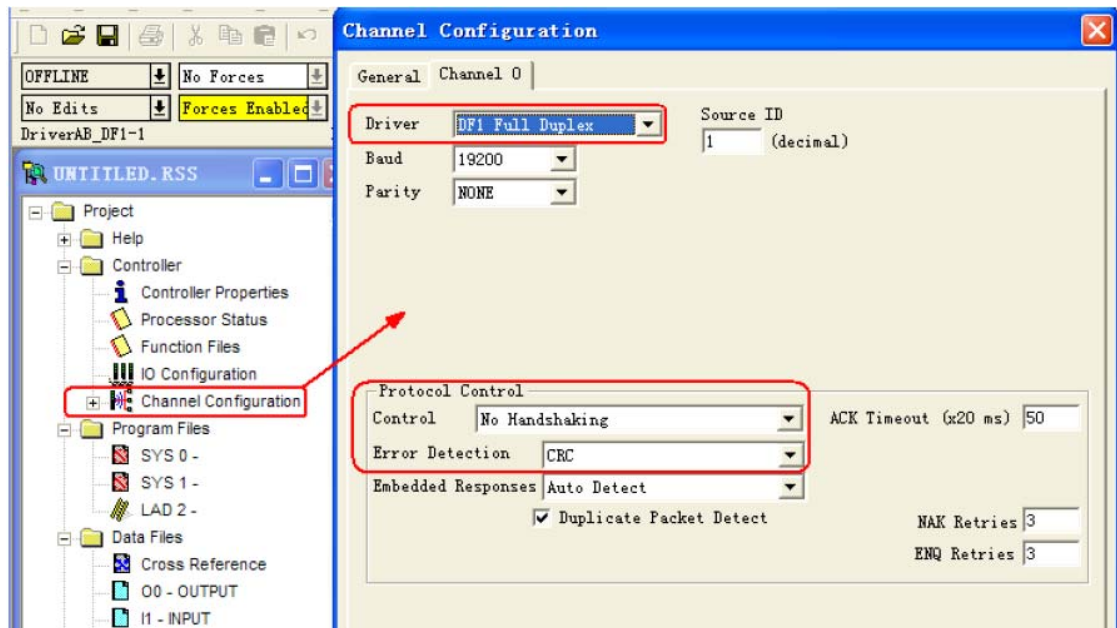 Channel Configuration
OFFLINE
No Forces
No Edits
Forces Enabled
DriverAB_DF1-1
UNTITLED.RSS
Project
Help
Controller
Controller Properties
Processor Status
Function Files
IO Configuration
Channel Configuration
Program Files
SYS 0 -
SYS 1 -
LAD 2 -
Data Files
Cross Reference
O0 - OUTPUT
I1 - INPUT
General
Channel 0
Driver
DF1 Full Duplex
Source ID
1 (decimal)
Baud
19200
Parity
NONE
Protocol Control
Control
No Handshaking
ACK Timeout (x20 ms) 50
Error Detection
CRC
Embedded Responses
Auto Detect
Duplicate Packet Detect
NAK Retries 3
ENQ Retries 3